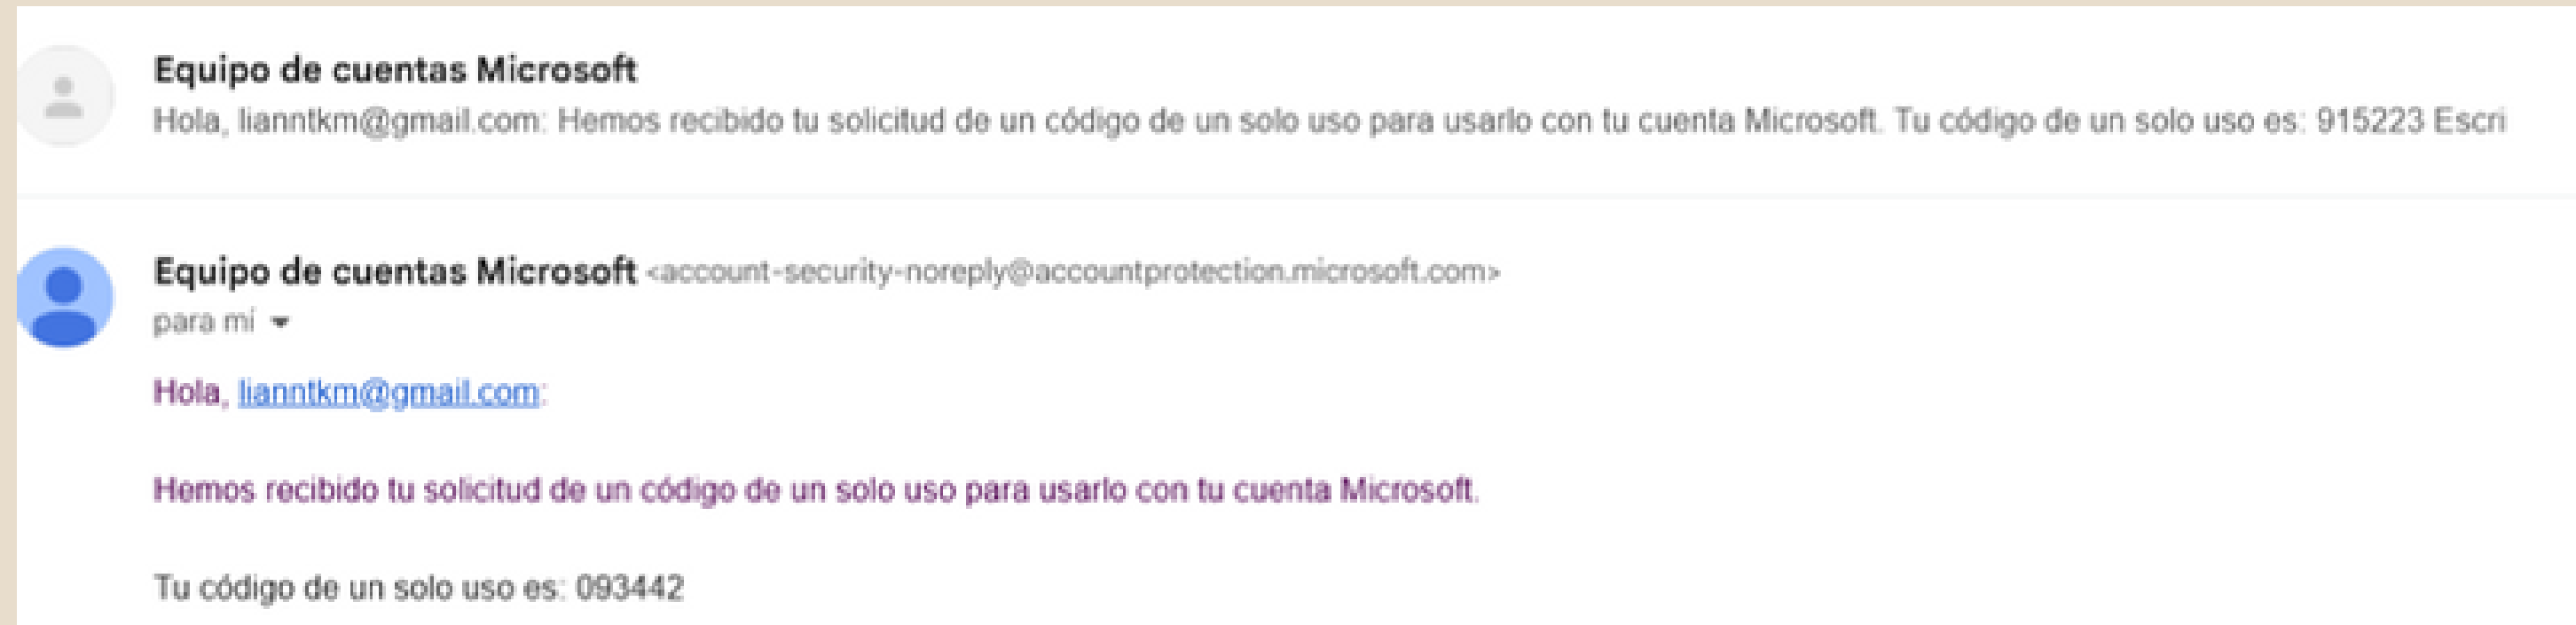 Equipo de cuentas Microsoft
Hola, lianntkm@gmail.com: Hemos recibido tu solicitud de un código de un solo uso para usarlo con tu cuenta Microsoft. Tu código de un solo uso es: 915223 Escri
Equipo de cuentas Microsoft <account-security-noreply@accountprotection.microsoft.com>
para mí
Hola, lianntkm@gmail.com:
Hemos recibido tu solicitud de un código de un solo uso para usarlo con tu cuenta Microsoft.
Tu código de un solo uso es: 093442